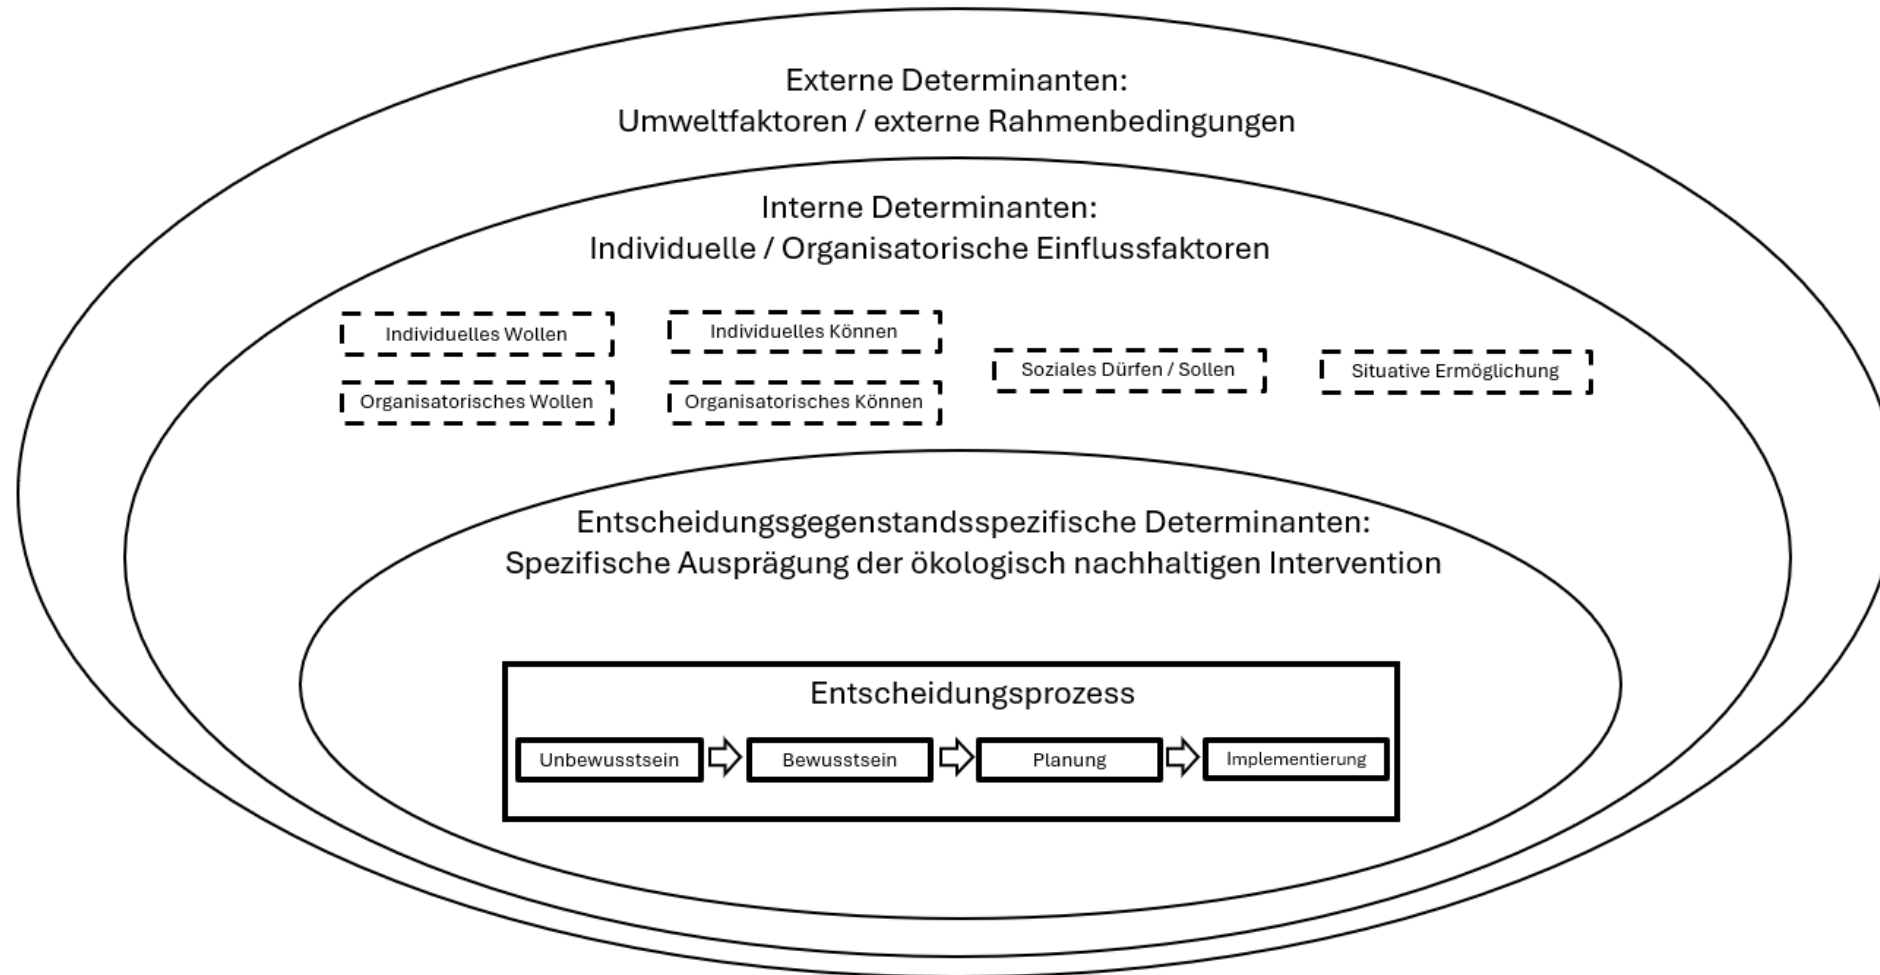 Externe Determinanten:
Umweltfaktoren / externe Rahmenbedingungen
Interne Determinanten:
Individuelle / Organisatorische Einflussfaktoren
Individuelles Wollen
Individuelles Können
Soziales Dürfen / Sollen
Situative Ermöglichung
Organisatorisches Wollen
Organisatorisches Können
Entscheidungsgegenstandsspezifische Determinanten:
Spezifische Ausprägung der ökologisch nachhaltigen Intervention
Entscheidungsprozess
Unbewusstsein
Bewusstsein
Planung
Implementierung